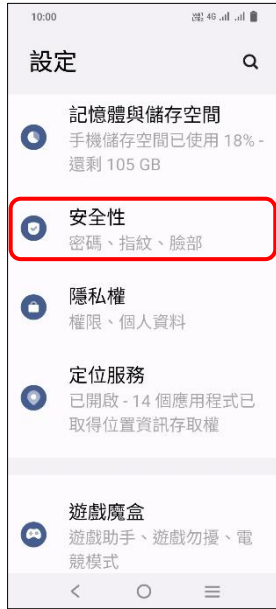 10:00
4G
設定
記憶體與儲存空間
手機儲存空間已使用 18% -
還剩 105 GB
安全性
密碼、指紋、臉部
隱私權
權限、個人資料
定位服務
已開啟 - 14 個應用程式已
取得位置資訊存取權
遊戲魔盒
遊戲助手、遊戲勿擾、電
競模式